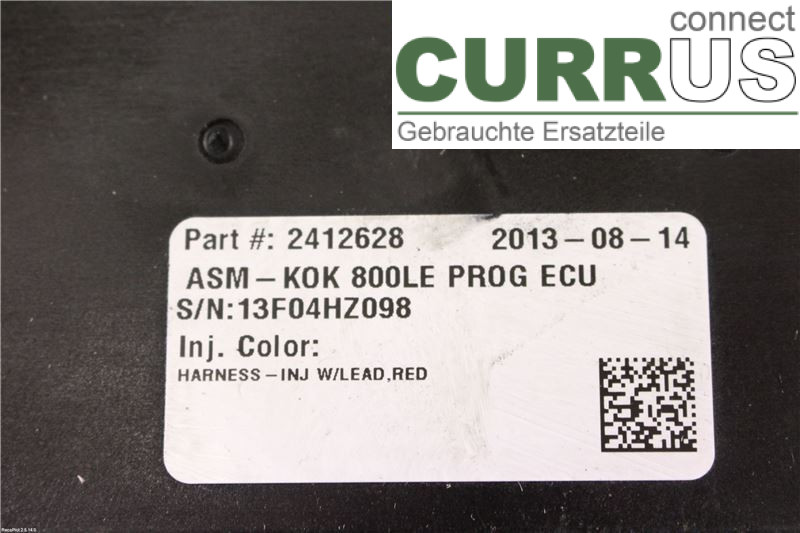 connect
CURRUS
Gebrauchte Ersatzteile
Part #: 2412628 2013-08-14
ASM-KOK 800LE PROG ECU
S/N:13F04HZ098
Inj. Color:
HARNESS-INJ W/LEAD,RED